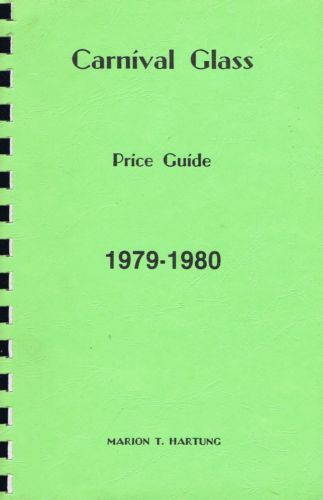 Carnival Glass
Price Guide
1979-1980
MARION T. HARTUNG